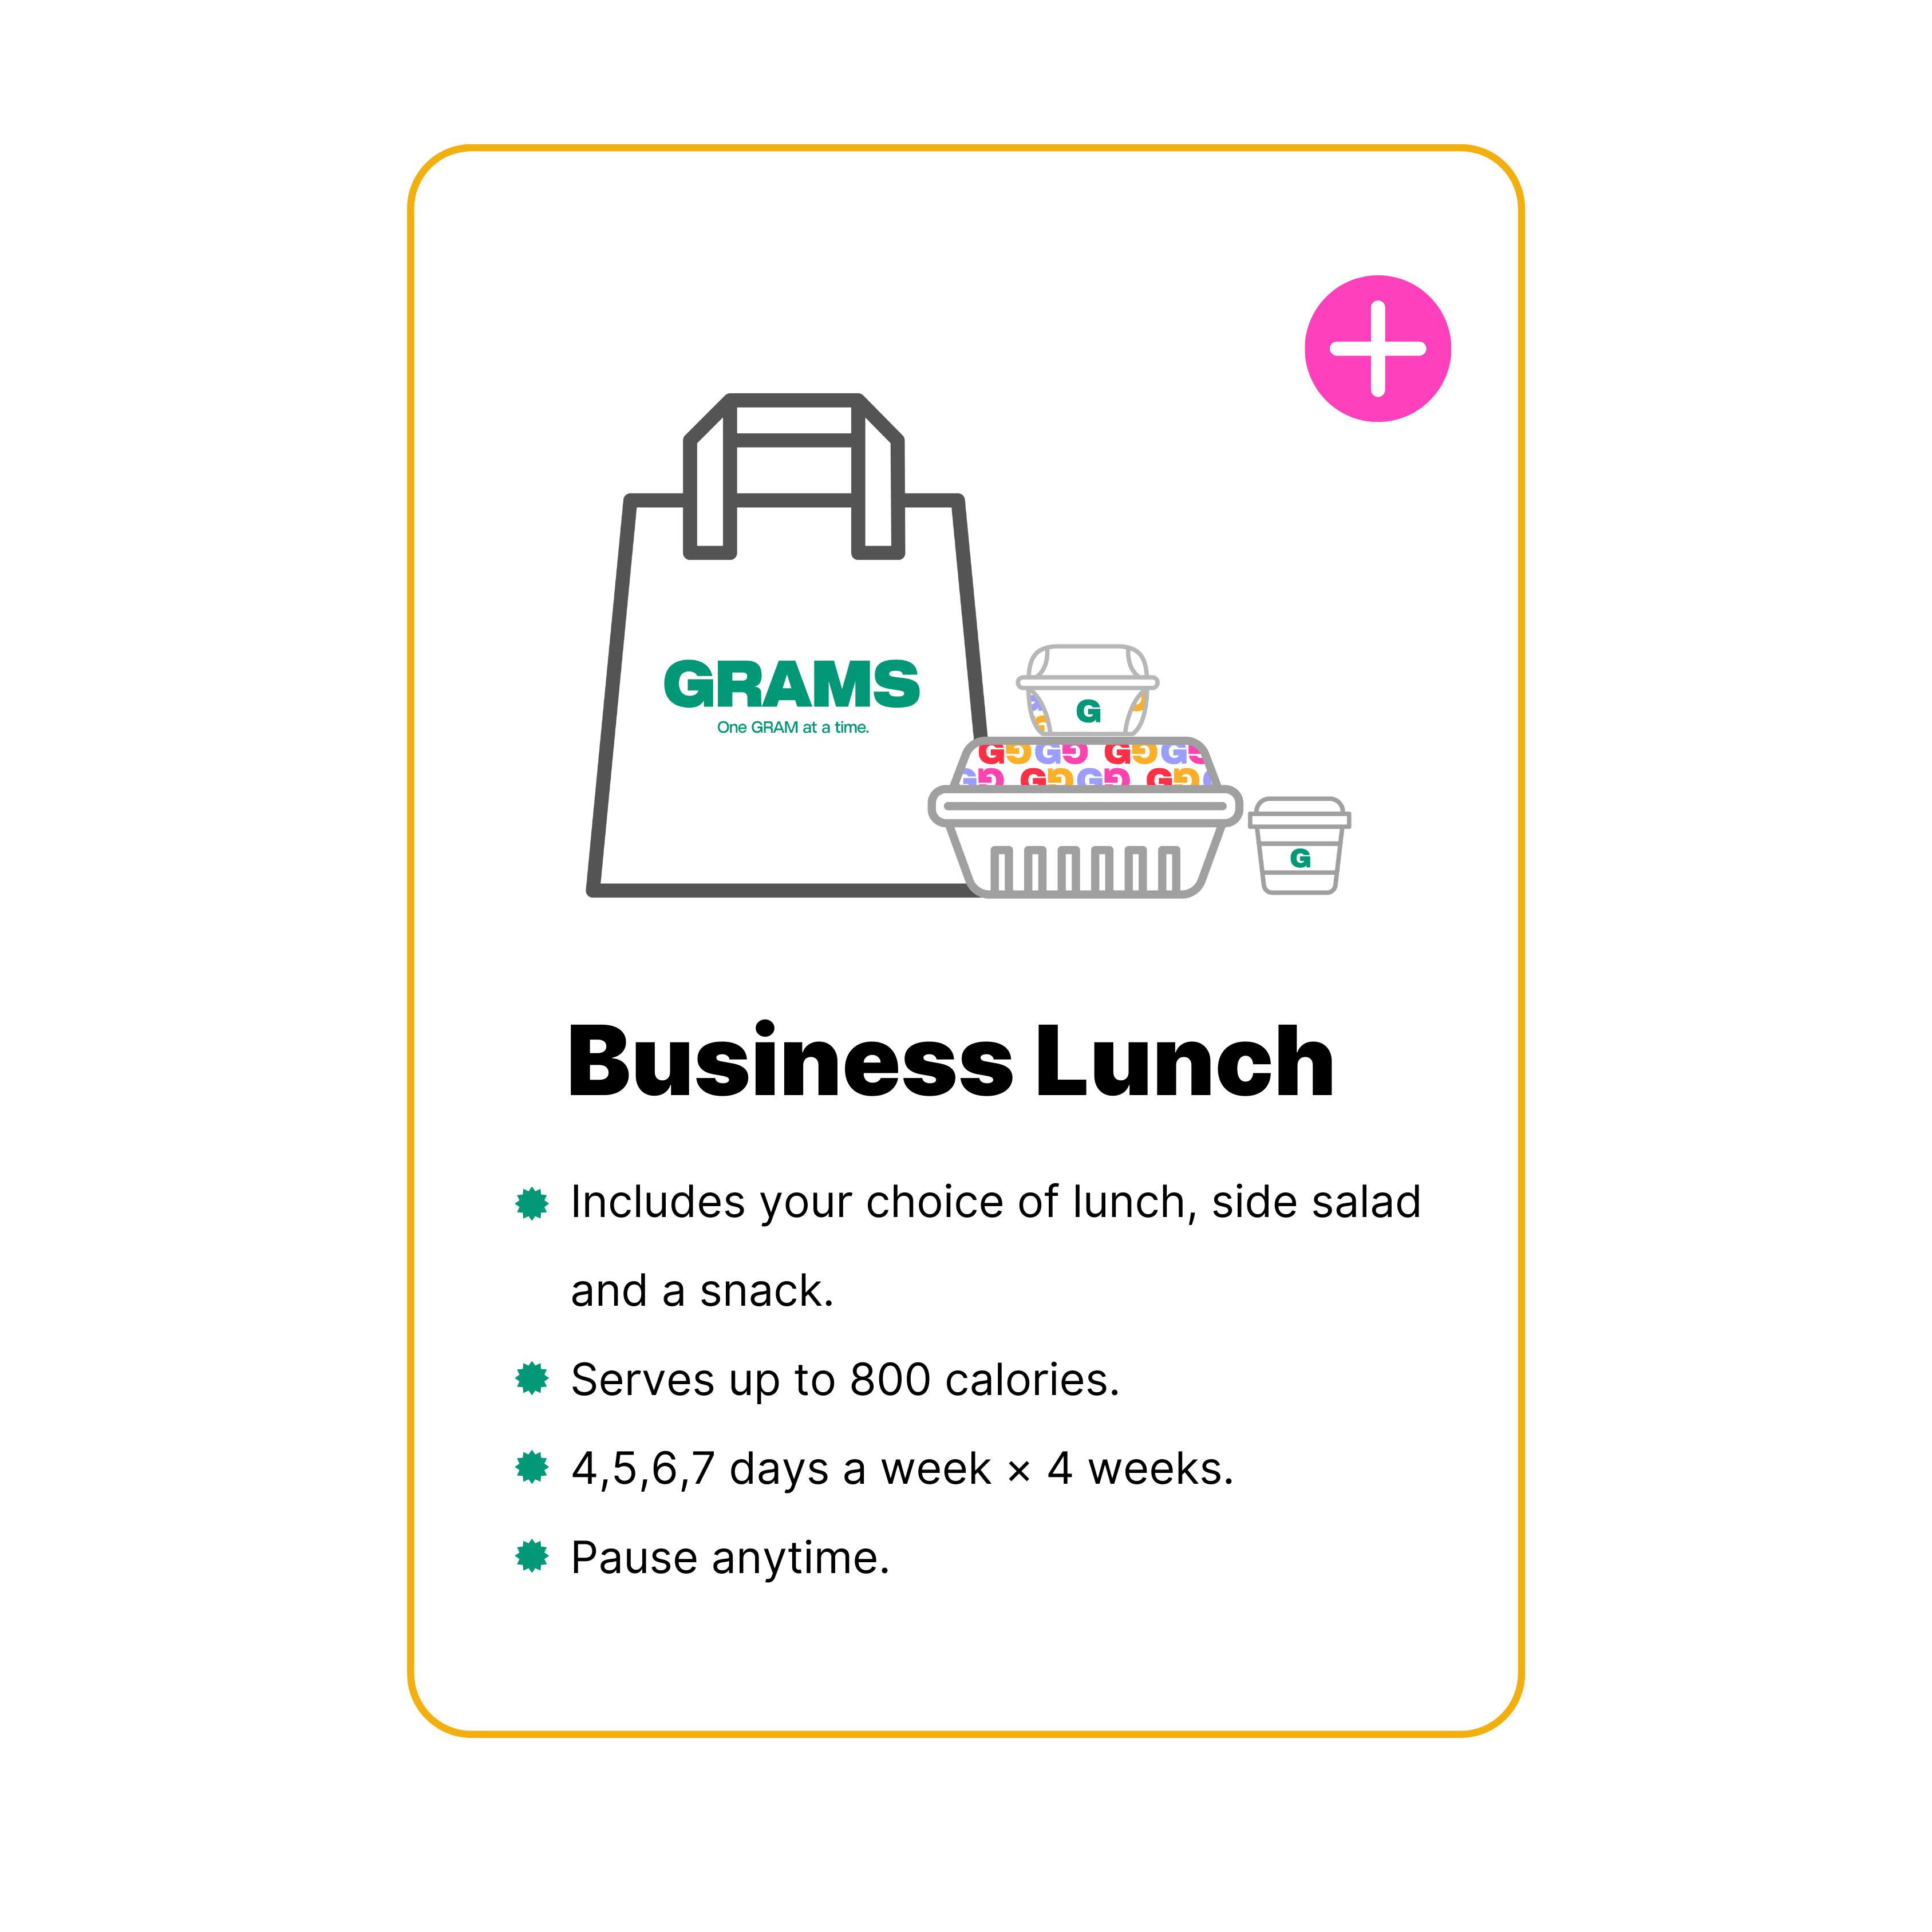 GRAMS
One GRAM at a time.
G
G
Business Lunch
Includes your choice of lunch, side salad
and a snack.
Serves up to 800 calories.
4,5,6,7 days a week × 4 weeks.
Pause anytime.